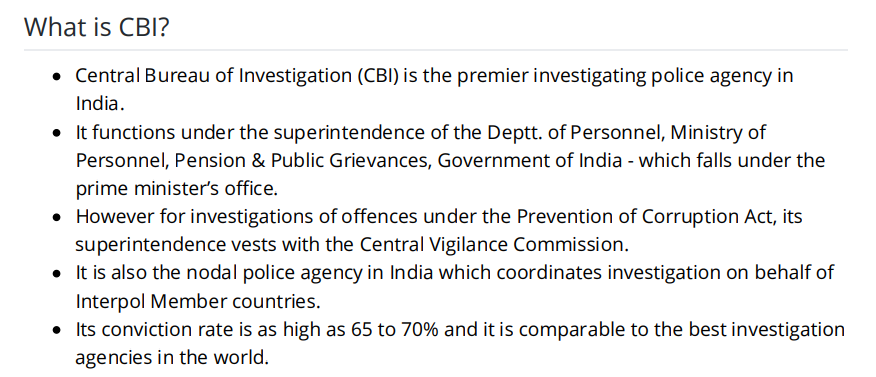 What is CBI?
• Central Bureau of Investigation (CBI) is the premier investigating police agency in
India.
• It functions under the superintendence of the Deptt. of Personnel, Ministry of
Personnel, Pension & Public Grievances, Government of India - which falls under the
prime minister’s office.
• However for investigations of offences under the Prevention of Corruption Act, its
superintendence vests with the Central Vigilance Commission.
• It is also the nodal police agency in India which coordinates investigation on behalf of
Interpol Member countries.
• Its conviction rate is as high as 65 to 70% and it is comparable to the best investigation
agencies in the world.